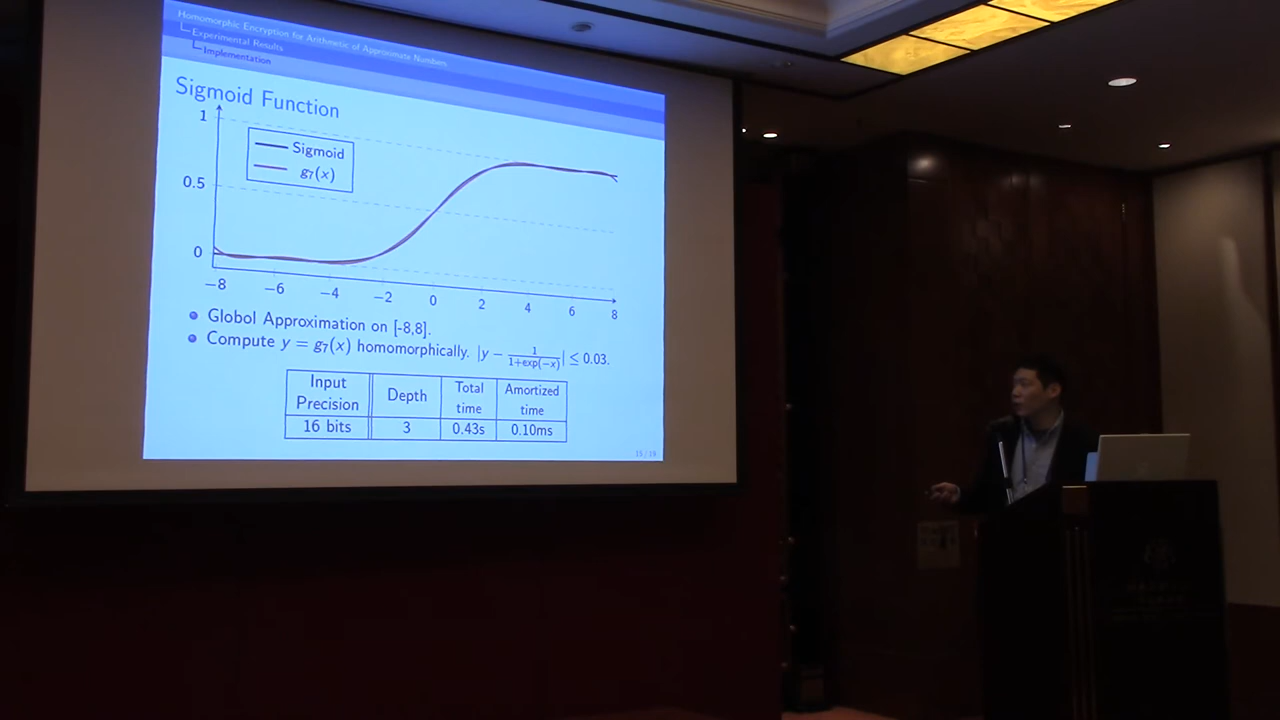 Homomorphic Encryption for Arithmetic of Approximate Numbers
Experimental Results
Implementation
Sigmoid Function
1
0.5
0
Sigmoid
g₇(x)
−8 −6 −4 −2 0 2 4 6 8
Globol Approximation on [-8,8].
Compute y = g₇(x) homomorphically. |y − 1/(1+exp(−x))| ≤ 0.03.
Input Precision Depth Total time Amortized time
16 bits 3 0.43s 0.10ms
15 / 19